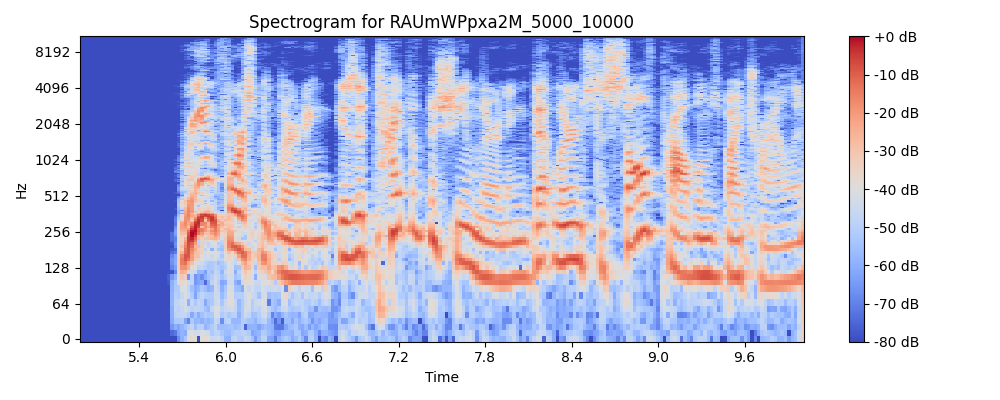 Spectrogram for RAUmWPpxa2M_5000_10000
8192
4096
2048
1024
512
256
128
64
0
Hz
5.4 6.0 6.6 7.2 7.8 8.4 9.0 9.6
Time
+0 dB
-10 dB
-20 dB
-30 dB
-40 dB
-50 dB
-60 dB
-70 dB
-80 dB